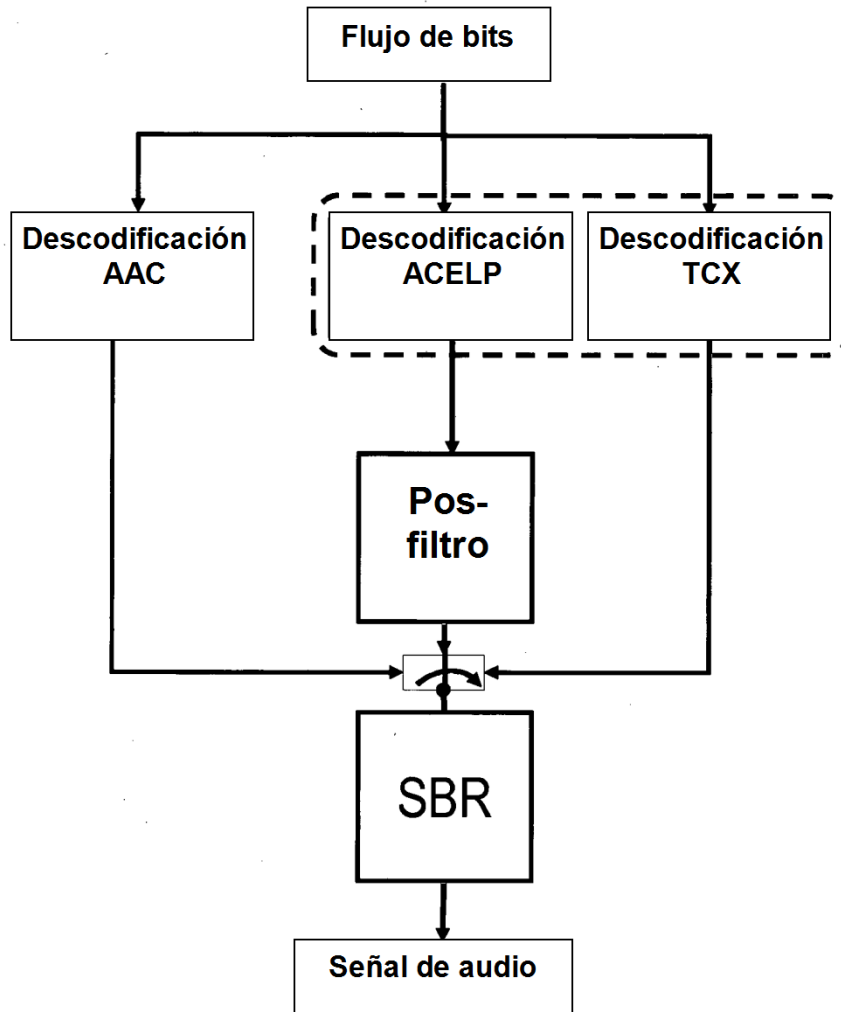 Flujo de bits
Descodificación
AAC
Descodificación
ACELP
Descodificación
TCX
Pos-
filtro
SBR
Señal de audio